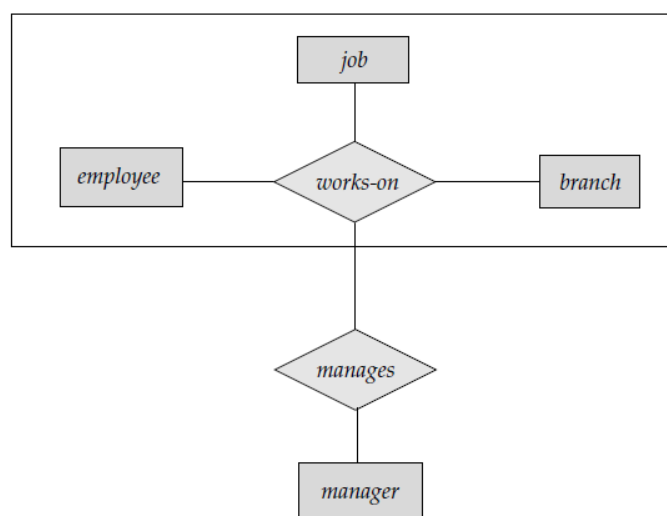 job
employee
works-on
branch
manages
manager